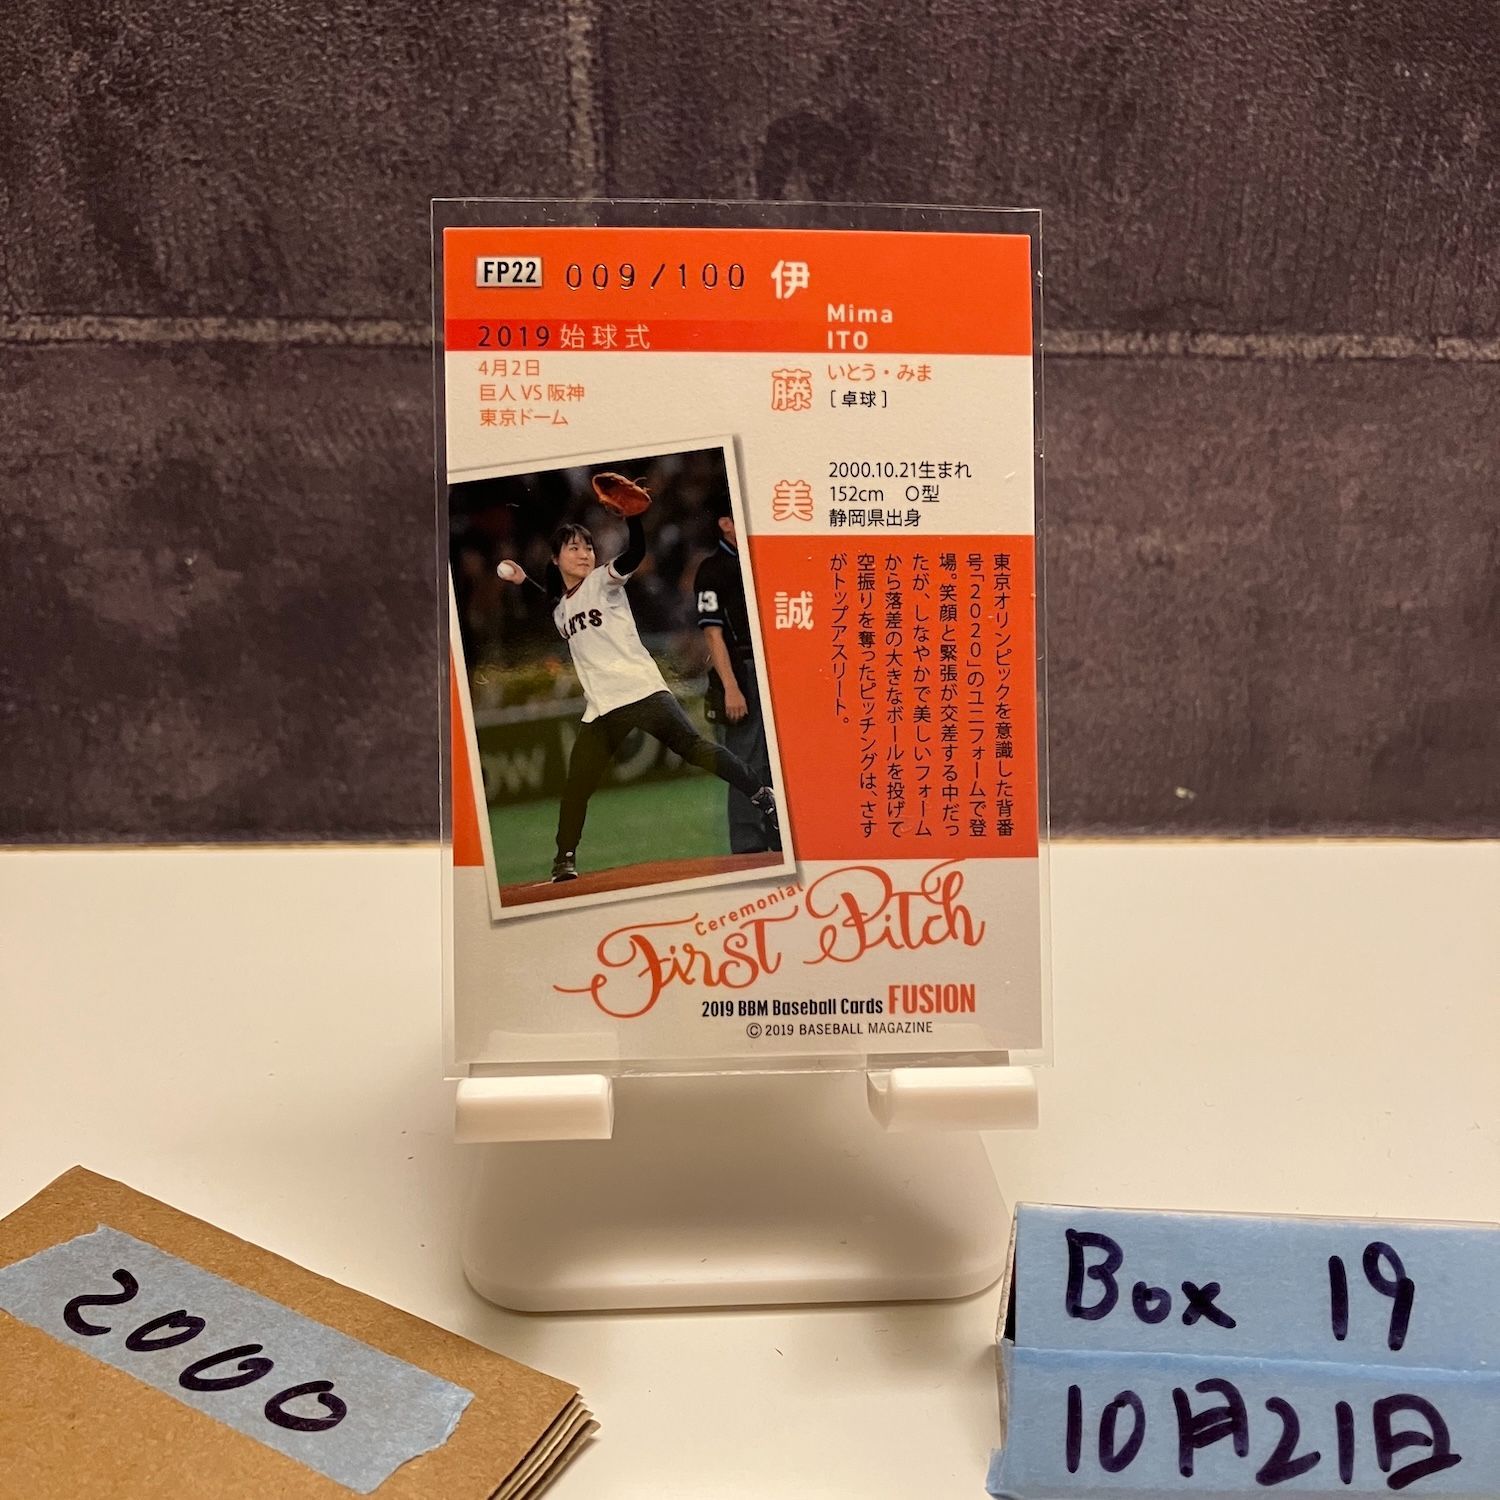 FP22 009/100
2019 始球式
4月2日
巨人 VS 阪神
東京ドーム
伊藤美誠
Mima
ITO
いとう・みま
[ 卓球 ]
2000.10.21生まれ
152cm O型
静岡県出身
東京オリンピックを意識した背番
号「2020」のユニフォームで登
場。笑顔と緊張が交差する中だっ
たが、しなやかで美しいフォーム
から落差の大きなボールを投げて
空振りを奪ったピッチングは、さす
がトップアスリート。
ANTS
43
Ceremonial
First Pitch
2019 BBM Baseball Cards FUSION
© 2019 BASEBALL MAGAZINE
2000
Box 19
10月21日